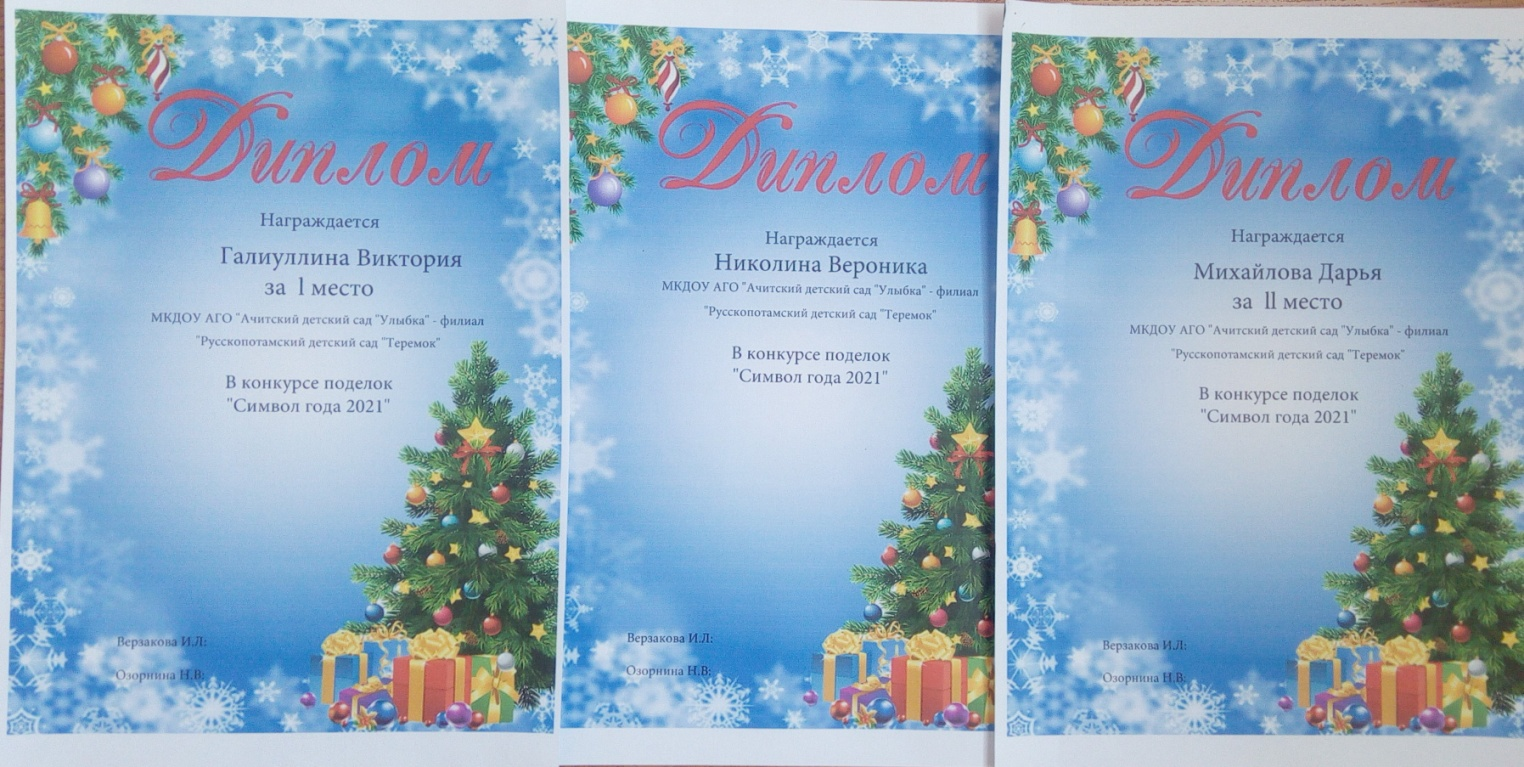 Диплом
Награждается
Галиуллина Виктория
за I место
МКДОУ АГО "Ачитский детский сад "Улыбка" - филиал
"Русскопотамский детский сад "Теремок"
В конкурсе поделок
"Символ года 2021"
Верзакова И.Л:
Озорнина Н.В:
Диплом
Награждается
Николина Вероника
МКДОУ АГО "Ачитский детский сад "Улыбка" - филиал
"Русскопотамский детский сад "Теремок"
В конкурсе поделок
"Символ года 2021"
Верзакова И.Л:
Озорнина Н.В:
Диплом
Награждается
Михайлова Дарья
за II место
МКДОУ АГО "Ачитский детский сад "Улыбка" - филиал
"Русскопотамский детский сад "Теремок"
В конкурсе поделок
"Символ года 2021"
Верзакова И.Л:
Озорнина Н.В: